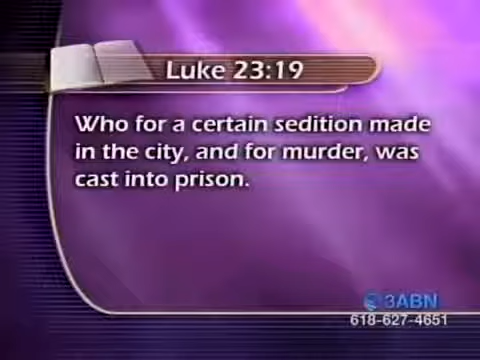 Luke 23:19
Who for a certain sedition made
in the city, and for murder, was
cast into prison.
3ABN
618-627-4651